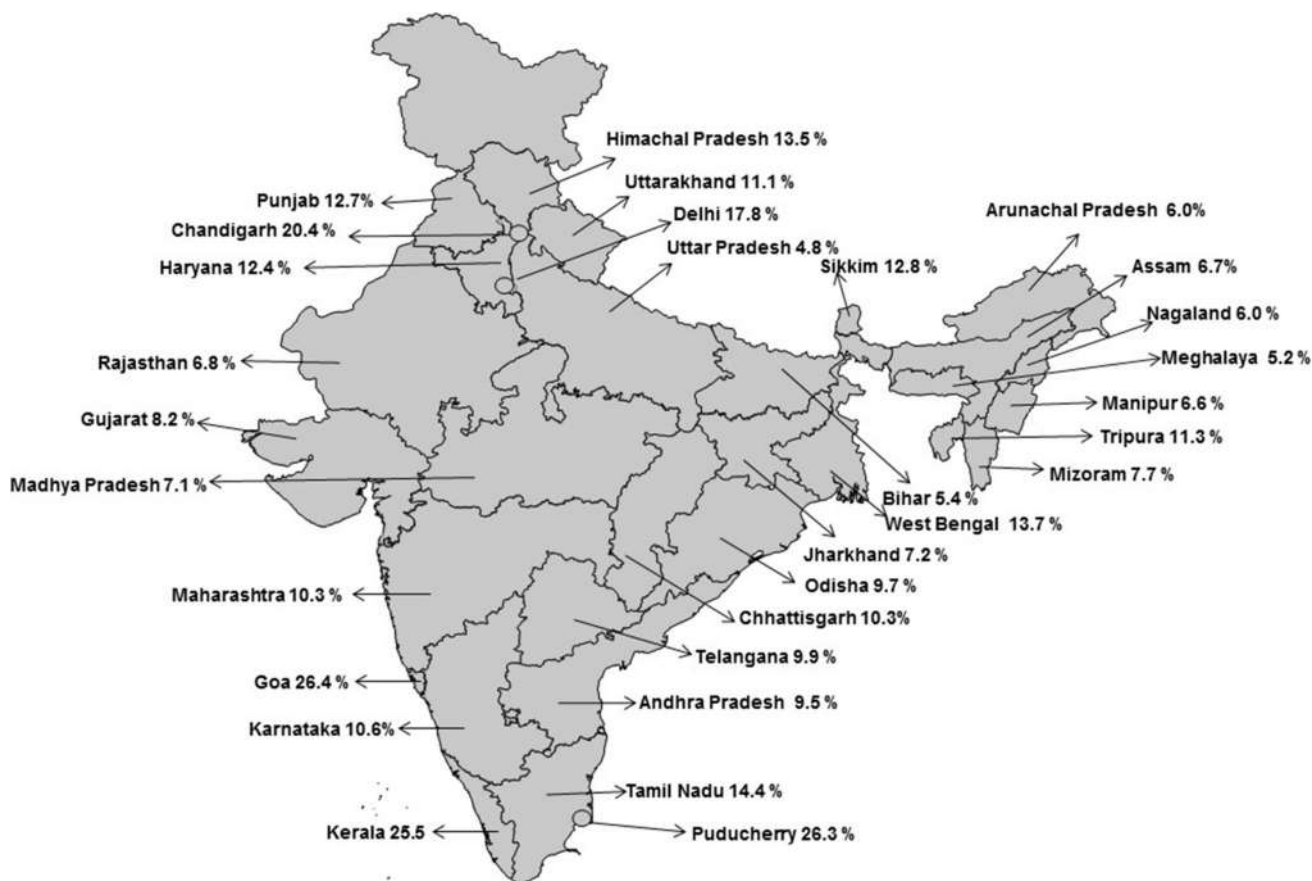 Himachal Pradesh 13.5 %
Uttarakhand 11.1 %
Punjab 12.7%
Delhi 17.8 %
Arunachal Pradesh 6.0%
Chandigarh 20.4 %
Uttar Pradesh 4.8 %
Haryana 12.4 %
Sikkim 12.8 %
Assam 6.7%
Nagaland 6.0 %
Rajasthan 6.8 %
Meghalaya 5.2 %
Manipur 6.6 %
Gujarat 8.2 %
Tripura 11.3 %
Mizoram 7.7 %
Madhya Pradesh 7.1 %
Bihar 5.4 %
West Bengal 13.7 %
Jharkhand 7.2 %
Odisha 9.7 %
Maharashtra 10.3 %
Chhattisgarh 10.3%
Telangana 9.9 %
Goa 26.4 %
Andhra Pradesh 9.5 %
Karnataka 10.6%
Tamil Nadu 14.4 %
Kerala 25.5
Puducherry 26.3 %